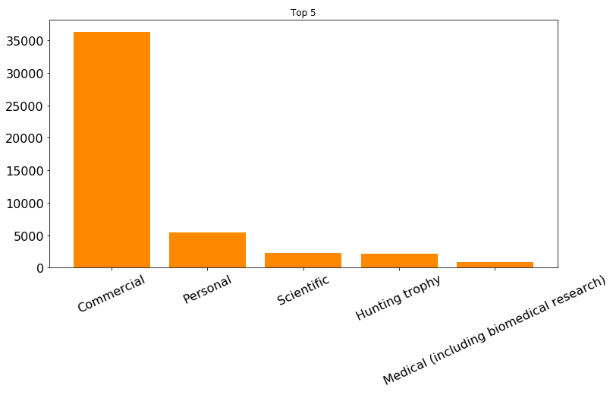 Top 5
35000
30000
25000
20000
15000
10000
5000
0
Commercial
Personal
Scientific
Hunting trophy
Medical (including biomedical research)